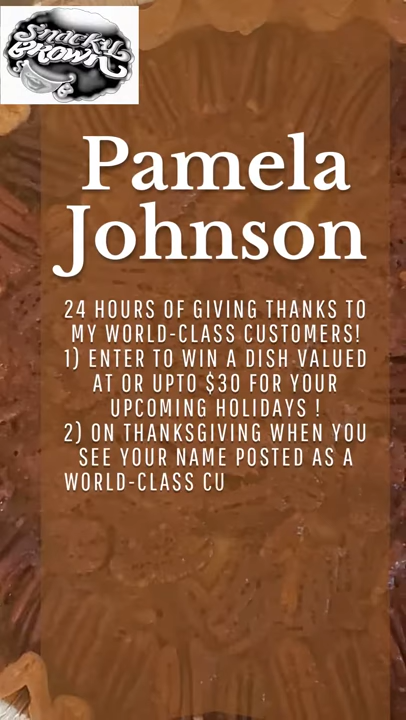 Snacky
BROWN
Pamela
Johnson
24 HOURS OF GIVING THANKS TO
MY WORLD-CLASS CUSTOMERS!
1) ENTER TO WIN A DISH VALUED
AT OR UPTO $30 FOR YOUR
UPCOMING HOLIDAYS !
2) ON THANKSGIVING WHEN YOU
SEE YOUR NAME POSTED AS A
WORLD-CLASS CU